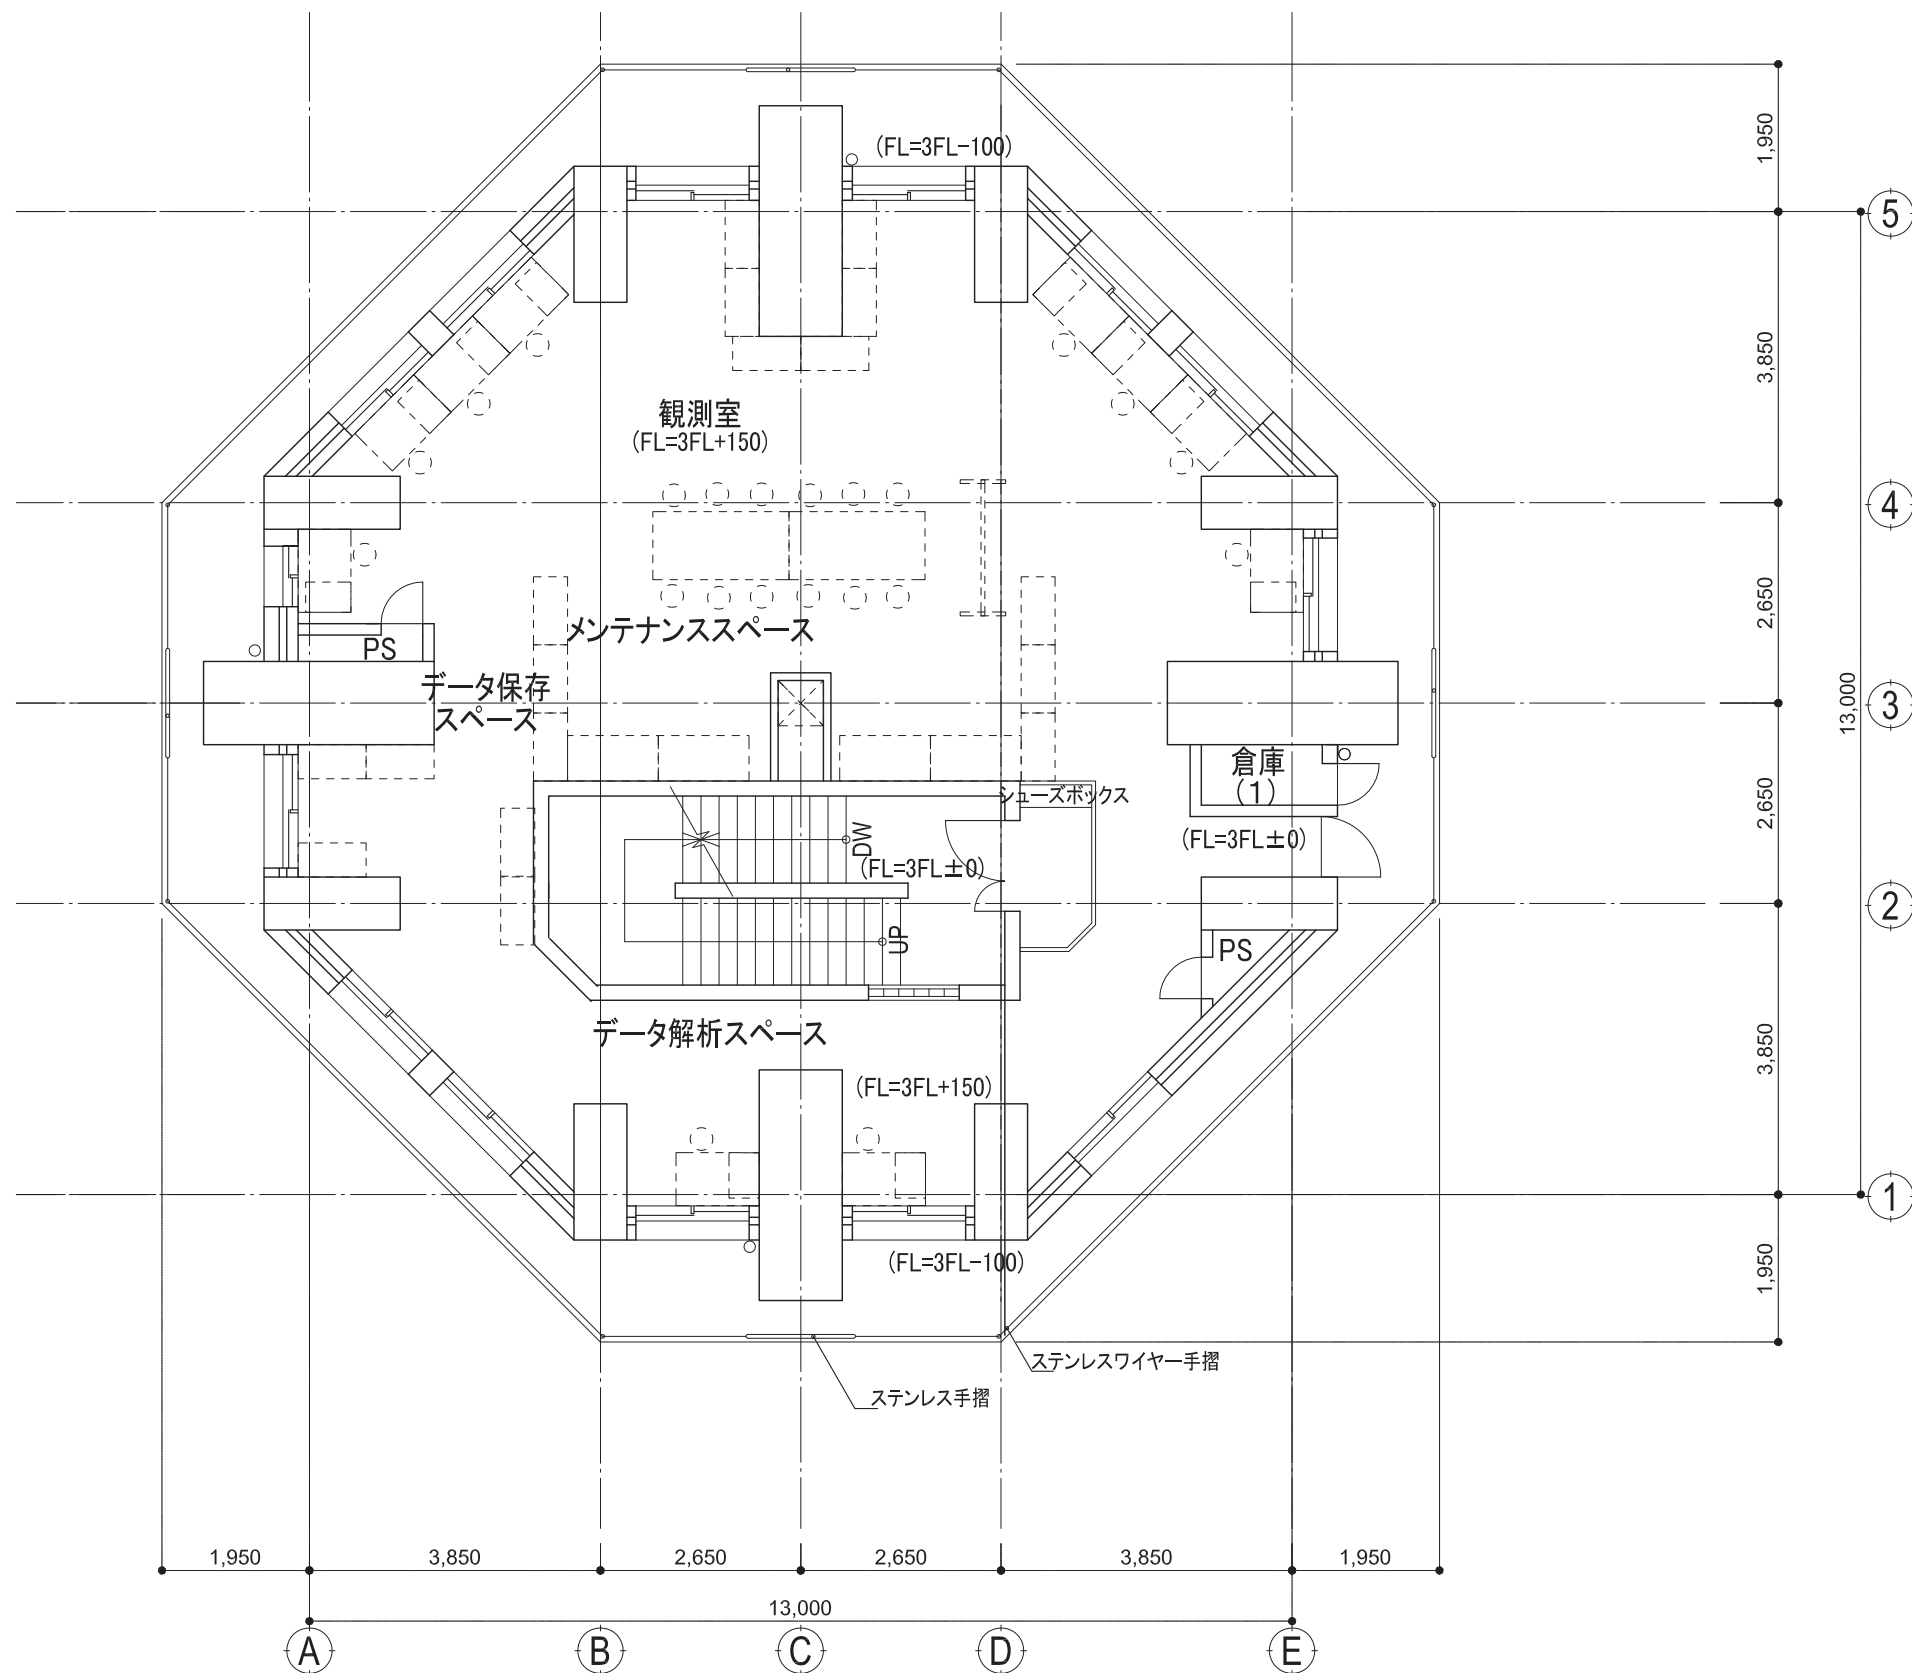 (FL=3FL−100)
1,950
5
3,850
観測室
(FL=3FL+150)
4
2,650
メンテナンススペース
PS
データ保存
スペース
3
13,000
倉庫
(1)
シューズボックス
2,650
DW
(FL=3FL±0)
(FL=3FL±0)
2
UP
PS
データ解析スペース
3,850
(FL=3FL+150)
1
(FL=3FL−100)
1,950
ステンレスワイヤー手摺
ステンレス手摺
1,950
3,850
2,650
2,650
3,850
1,950
13,000
A
B
C
D
E